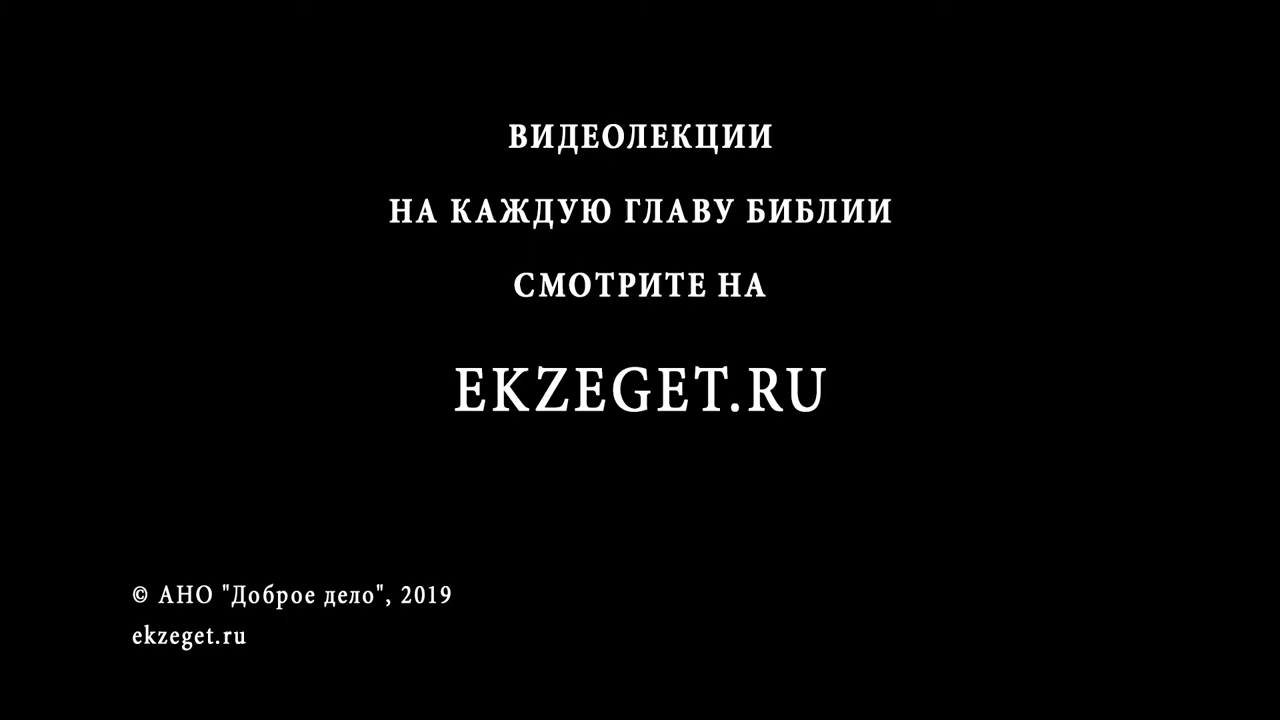 ВИДЕОЛЕКЦИИ
НА КАЖДУЮ ГЛАВУ БИБЛИИ
СМОТРИТЕ НА
EKZEGET.RU
© АНО "Доброе дело", 2019
ekzeget.ru